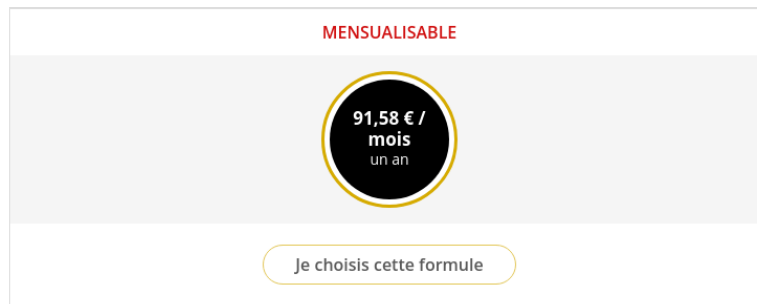 MENSUALISABLE
91,58 € /
mois
un an
Je choisis cette formule